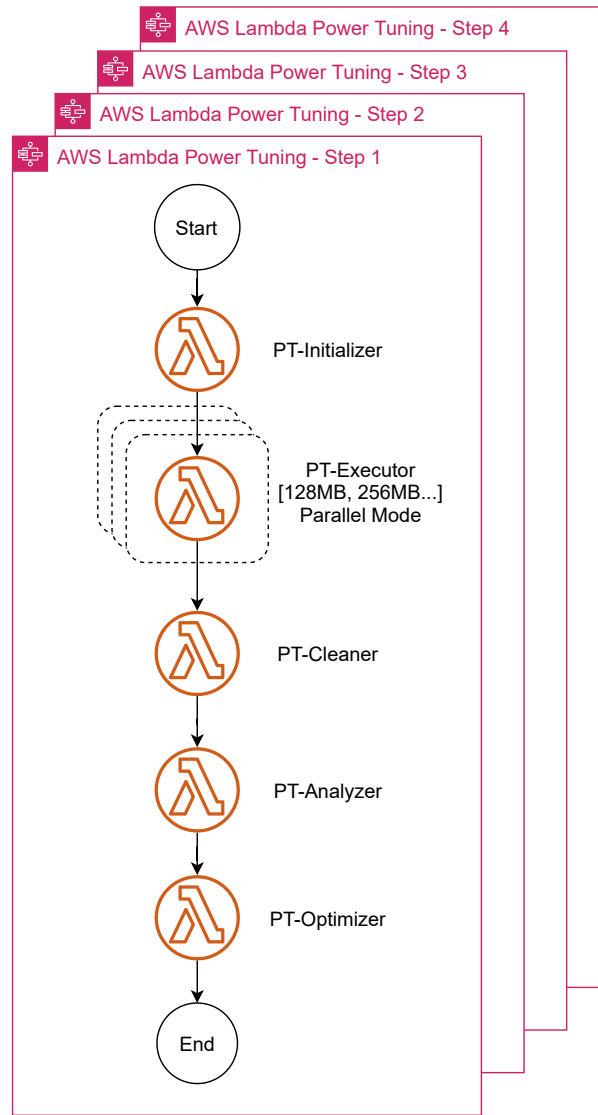 AWS Lambda Power Tuning - Step 4
AWS Lambda Power Tuning - Step 3
AWS Lambda Power Tuning - Step 2
AWS Lambda Power Tuning - Step 1
Start
PT-Initializer
PT-Executor
[128MB, 256MB...]
Parallel Mode
PT-Cleaner
PT-Analyzer
PT-Optimizer
End